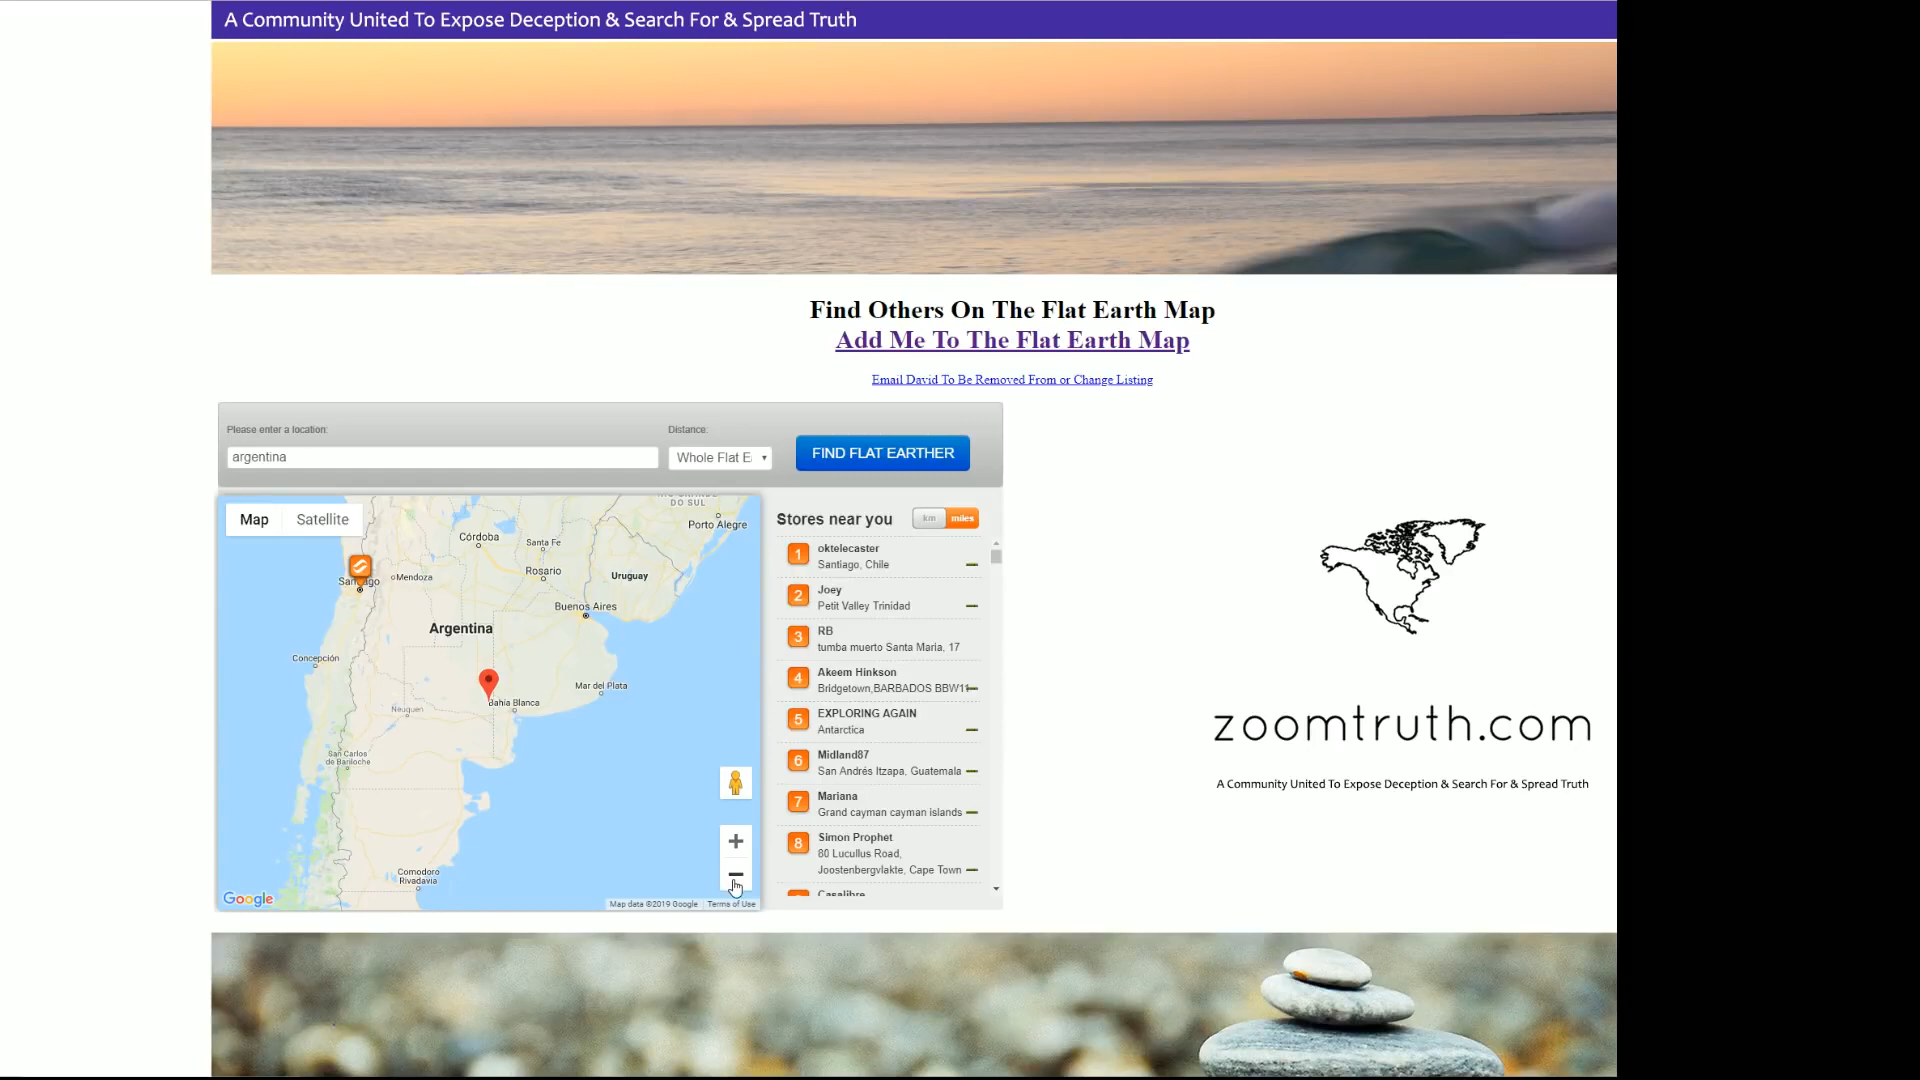 A Community United To Expose Deception & Search For & Spread Truth
Find Others On The Flat Earth Map
Add Me To The Flat Earth Map
Email David To Be Removed From or Change Listing
Please enter a location:
Distance:
argentina
Whole Flat E
FIND FLAT EARTHER
Map
Satellite
DO SUL
Porto Alegre
Córdoba
Santa Fe
Rosario
Uruguay
Mendoza
Buenos Aires
Argentina
Concepción
Mar del Plata
Bahia Blanca
Neuquen
San Carlos
de Bariloche
Comodoro
Rivadavia
Google
Map data ©2019 Google
Terms of Use
Stores near you
km
miles
1
oktelecaster
Santiago, Chile
2
Joey
Petit Valley Trinidad
3
RB
tumba muerto Santa Maria, 17
4
Akeem Hinkson
Bridgetown,BARBADOS BBW11
5
EXPLORING AGAIN
Antarctica
6
Midland87
San Andrés Itzapa, Guatemala
7
Mariana
Grand cayman cayman islands
8
Simon Prophet
80 Lucullus Road,
Joostenbergvlakte, Cape Town
Casalibre
zoomtruth.com
A Community United To Expose Deception & Search For & Spread Truth